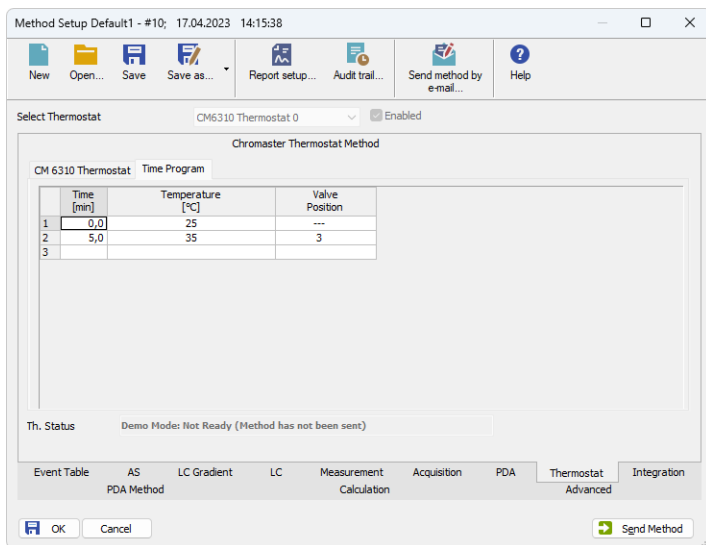 Method Setup Default1 - #10; 17.04.2023 14:15:38
New Open... Save Save as... Report setup... Audit trail... Send method by e-mail... Help
Select Thermostat CM6310 Thermostat 0 Enabled
Chromaster Thermostat Method
CM 6310 Thermostat Time Program
Time [min] Temperature [°C] Valve Position
1 0,0 25 ---
2 5,0 35 3
3
Th. Status Demo Mode: Not Ready (Method has not been sent)
Event Table AS LC Gradient LC Measurement Acquisition PDA Thermostat Integration
PDA Method Calculation Advanced
OK Cancel Send Method